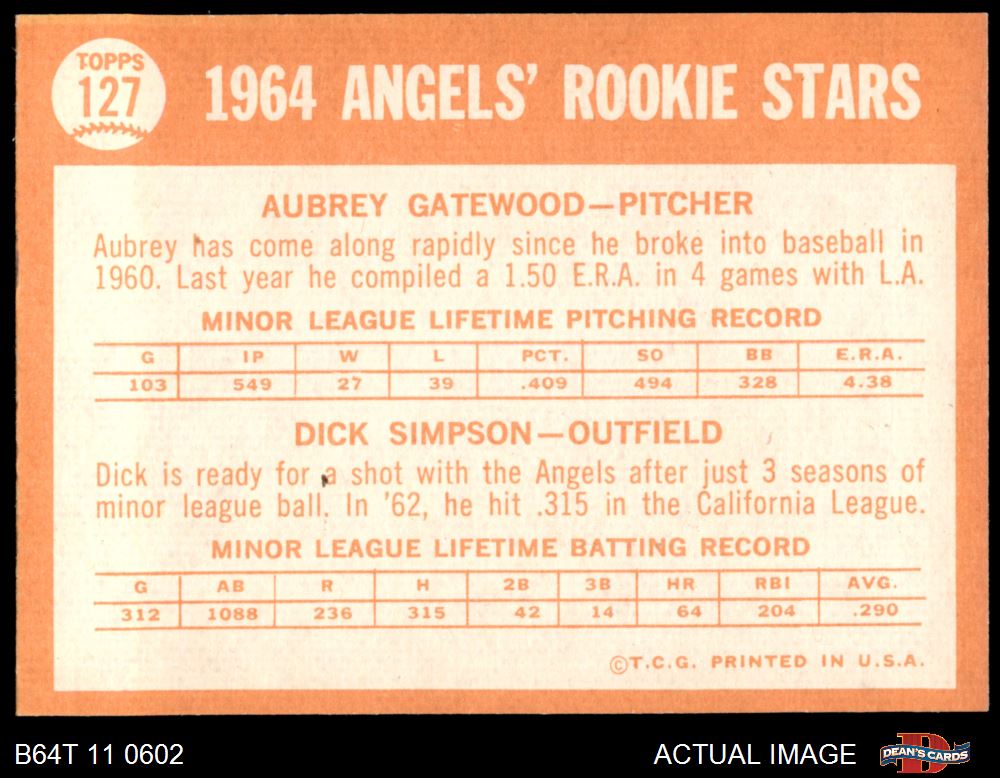 TOPPS
127
1964 ANGELS' ROOKIE STARS
AUBREY GATEWOOD—PITCHER
Aubrey has come along rapidly since he broke into baseball in
1960. Last year he compiled a 1.50 E.R.A. in 4 games with L.A.
MINOR LEAGUE LIFETIME PITCHING RECORD
G IP W L PCT. SO BB E.R.A.
103 549 27 39 .409 494 328 4.38
DICK SIMPSON—OUTFIELD
Dick is ready for a shot with the Angels after just 3 seasons of
minor league ball. In '62, he hit .315 in the California League.
MINOR LEAGUE LIFETIME BATTING RECORD
G AB R H 2B 3B HR RBI AVG.
312 1088 236 315 42 14 64 204 .290
©T.C.G. PRINTED IN U.S.A.
B64T 11 0602
ACTUAL IMAGE
DEAN'S CARDS